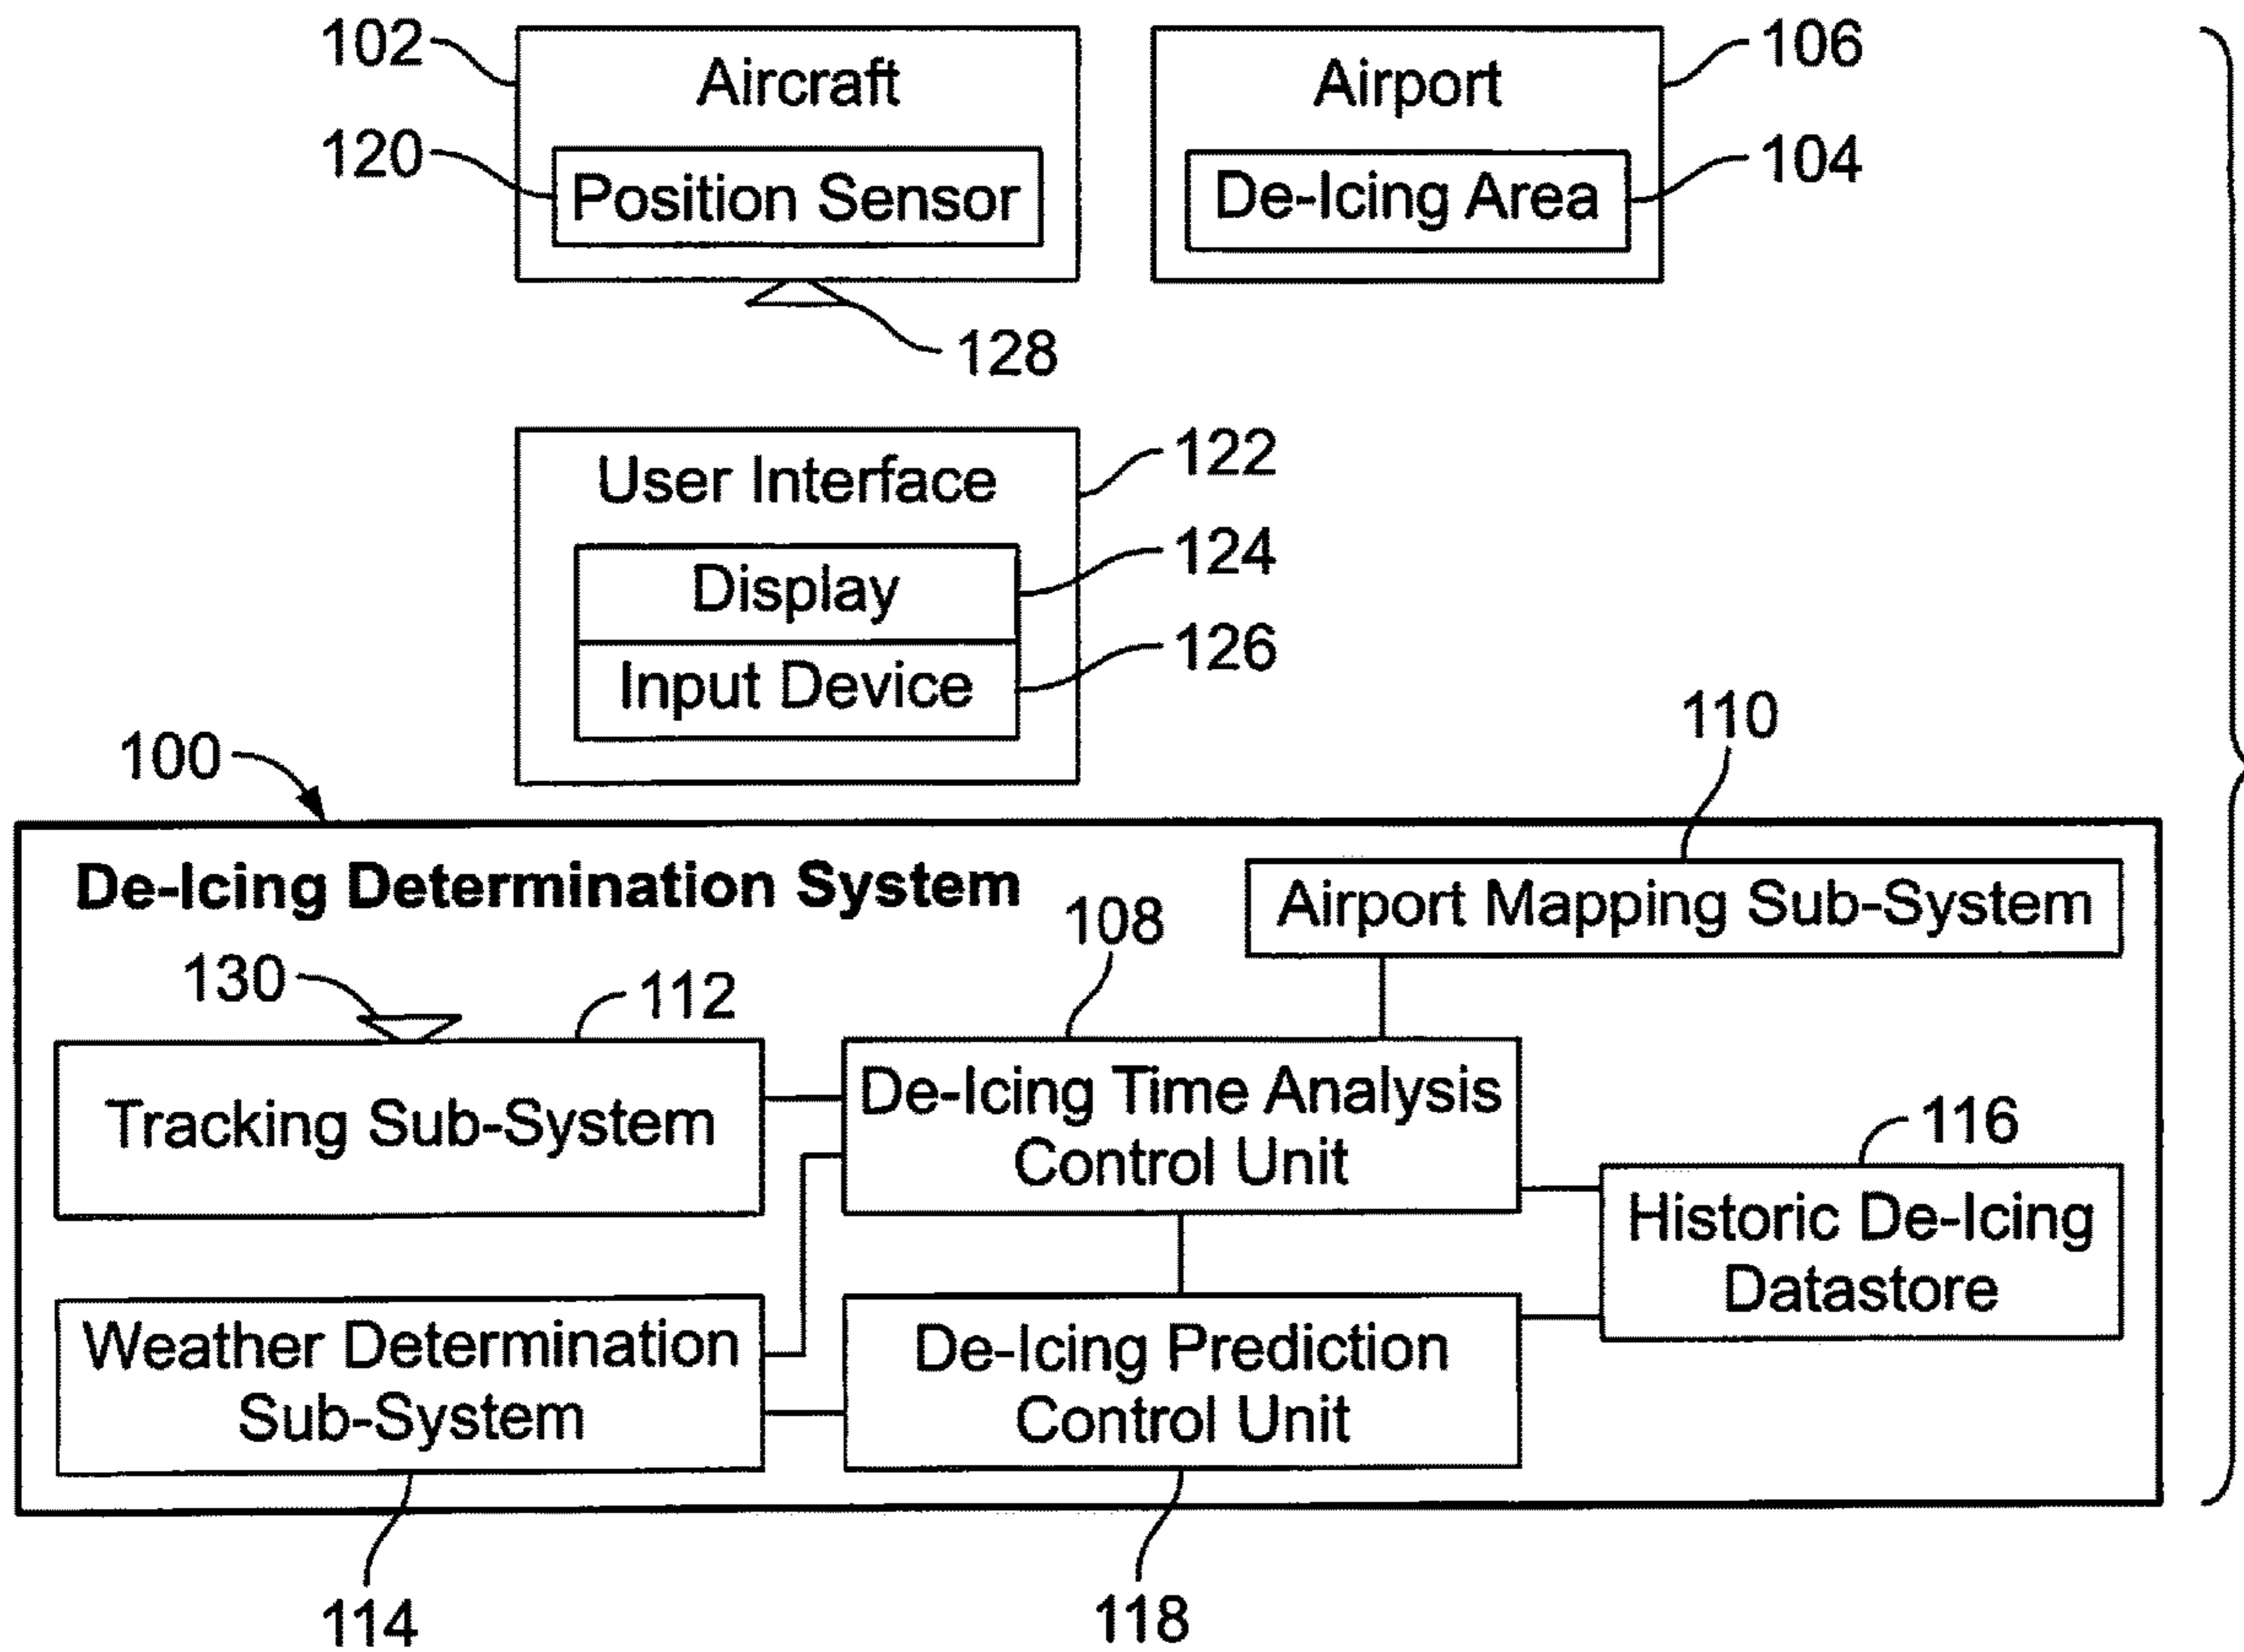 102
Aircraft
106
Airport
120
Position Sensor
De-Icing Area
104
128
User Interface
122
Display
124
Input Device
126
110
100
De-Icing Determination System
Airport Mapping Sub-System
108
130
112
Tracking Sub-System
De-Icing Time Analysis
Control Unit
116
Historic De-Icing
Datastore
Weather Determination
Sub-System
De-Icing Prediction
Control Unit
114
118